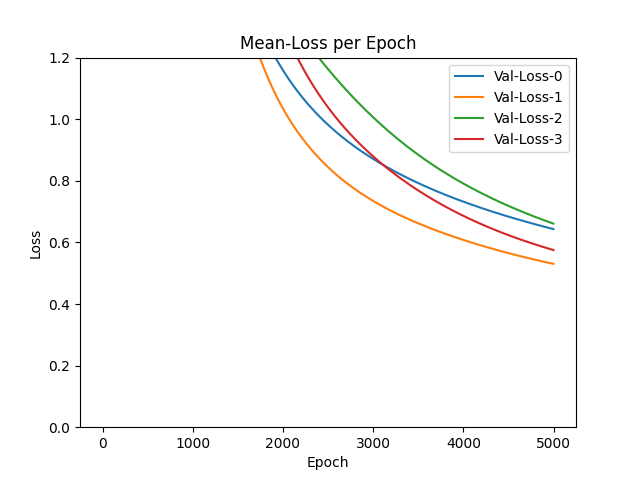 Mean-Loss per Epoch
1.2
1.0
0.8
0.6
0.4
0.2
0.0
Loss
Val-Loss-0
Val-Loss-1
Val-Loss-2
Val-Loss-3
0 1000 2000 3000 4000 5000
Epoch